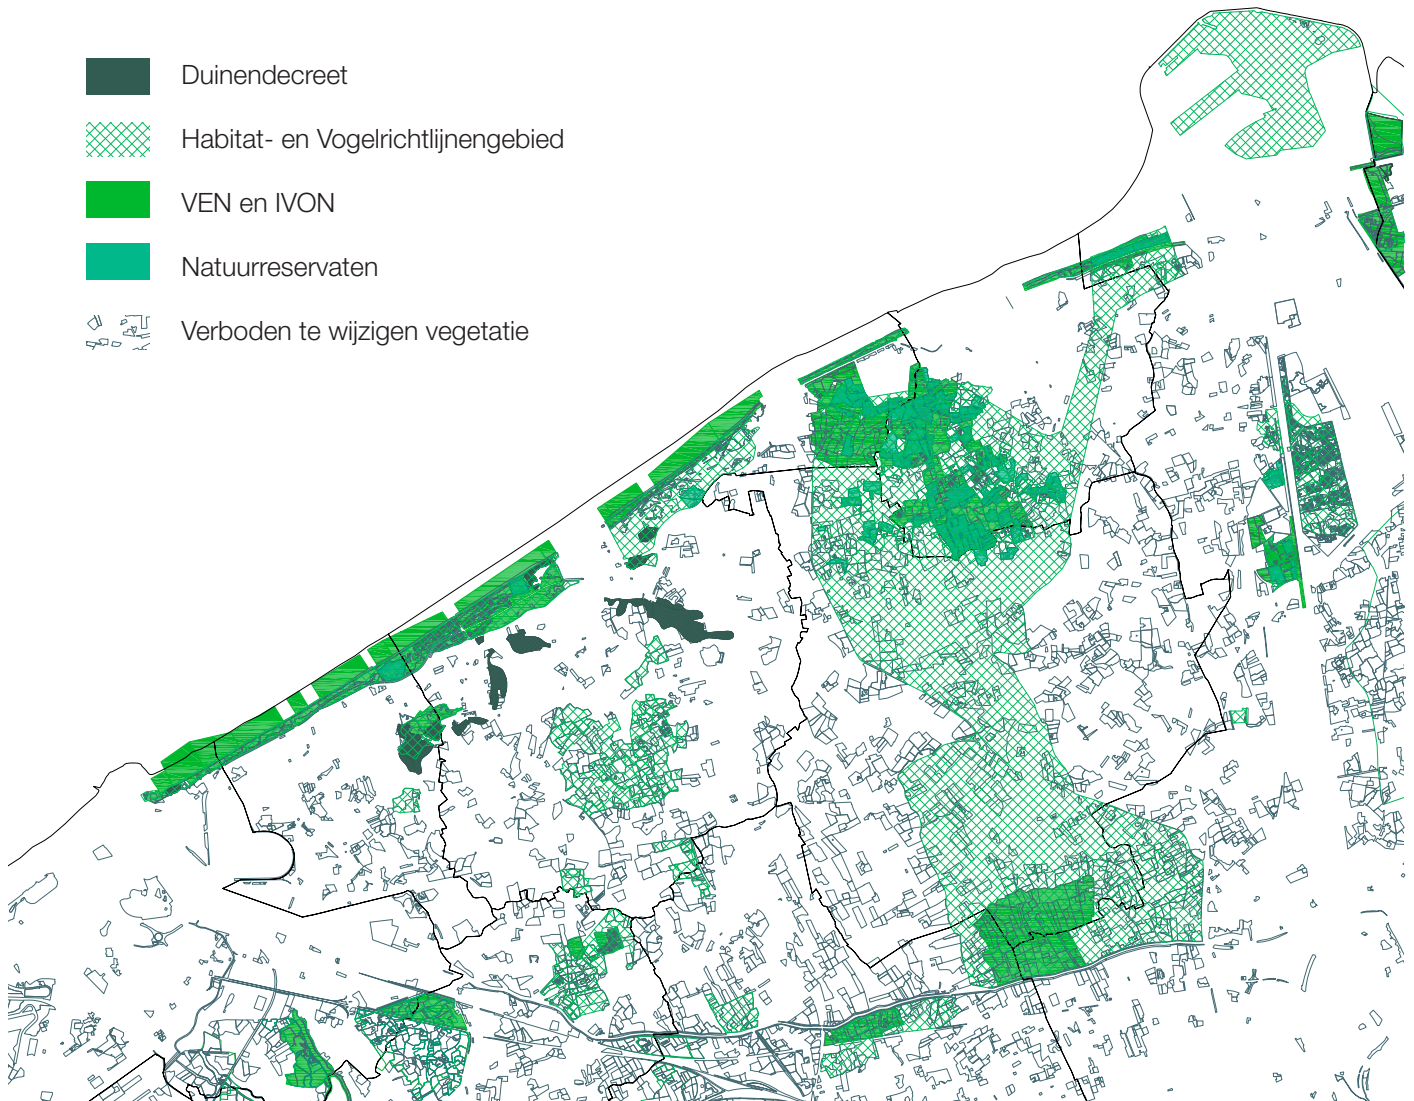 Duinendecreet
Habitat- en Vogelrichtlijnengebied
VEN en IVON
Natuurreservaten
Verboden te wijzigen vegetatie